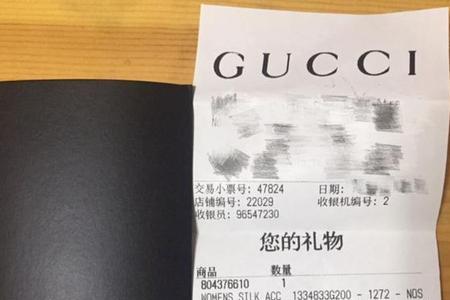 GUCCI
交易小票号: 47824 日期:
店铺编号: 22029 收银机编号: 2
收银员: 96547230
您的礼物
商品 数量
804376610 1
WOMENS SILK ACC 1334833G200 - 1272 - NOS